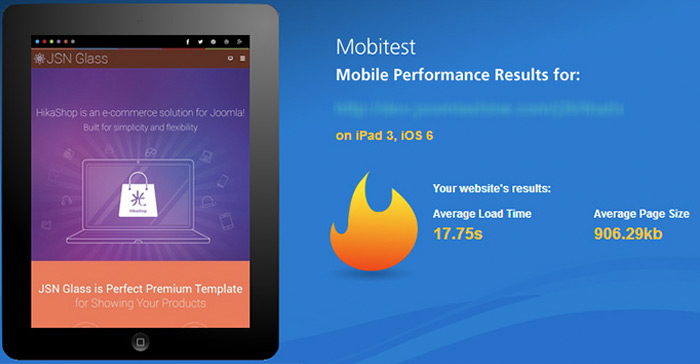 JSN Glass
HikaShop is an e-commerce solution for Joomla!
Built for simplicity and flexibility
HikaShop
JSN Glass is Perfect Premium Template
for Showing Your Products
Mobitest
Mobile Performance Results for:
on iPad 3, iOS 6
Your website's results:
Average Load Time
17.75s
Average Page Size
906.29kb